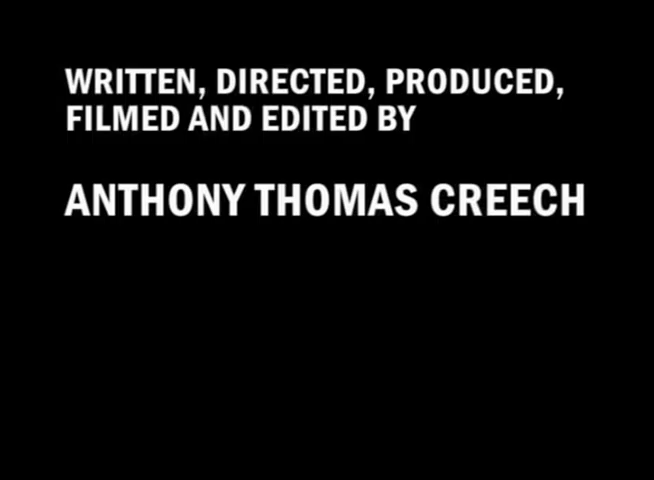 WRITTEN, DIRECTED, PRODUCED,
FILMED AND EDITED BY
ANTHONY THOMAS CREECH